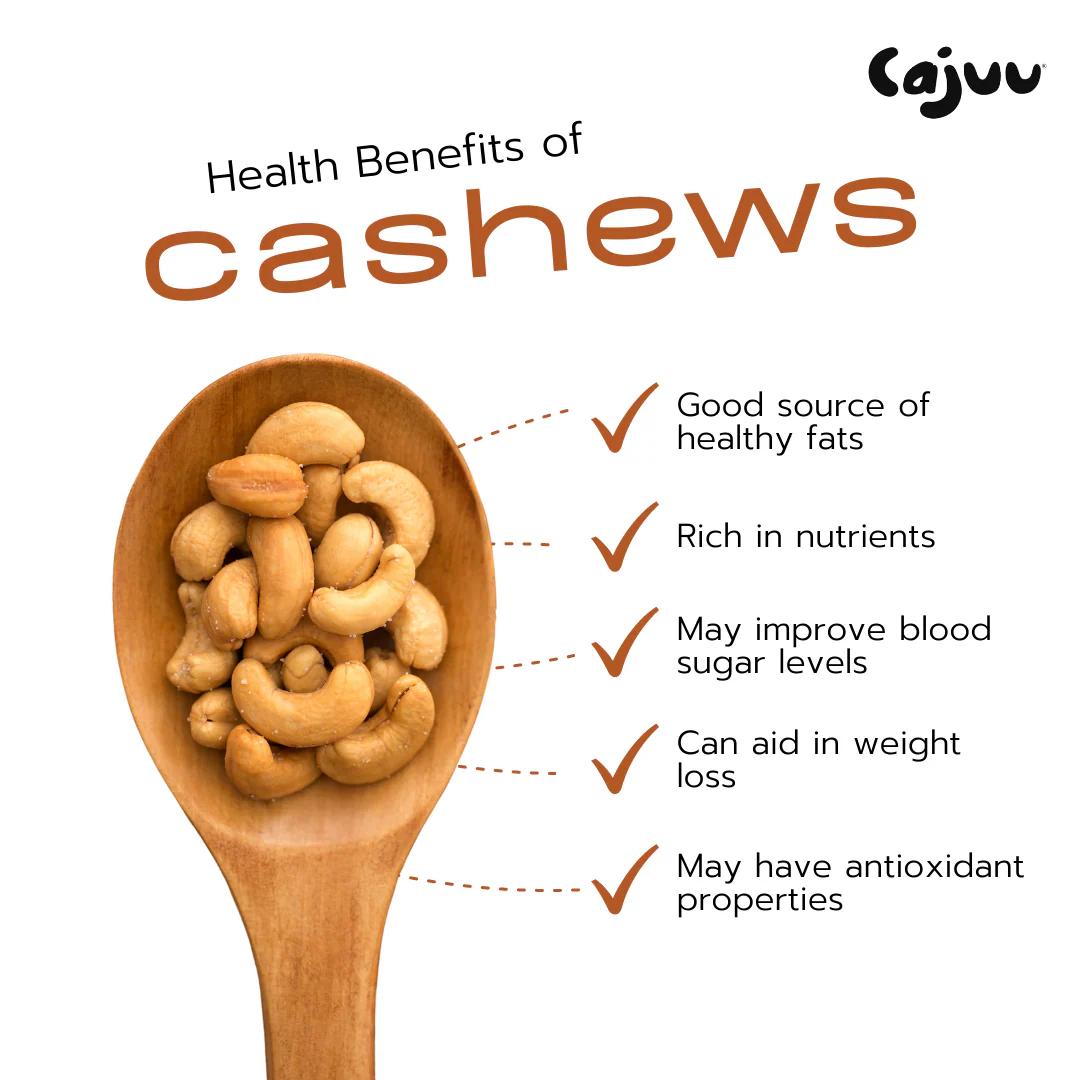 Cajuu
Health Benefits of
cashews
Good source of
healthy fats
Rich in nutrients
May improve blood
sugar levels
Can aid in weight
loss
May have antioxidant
properties